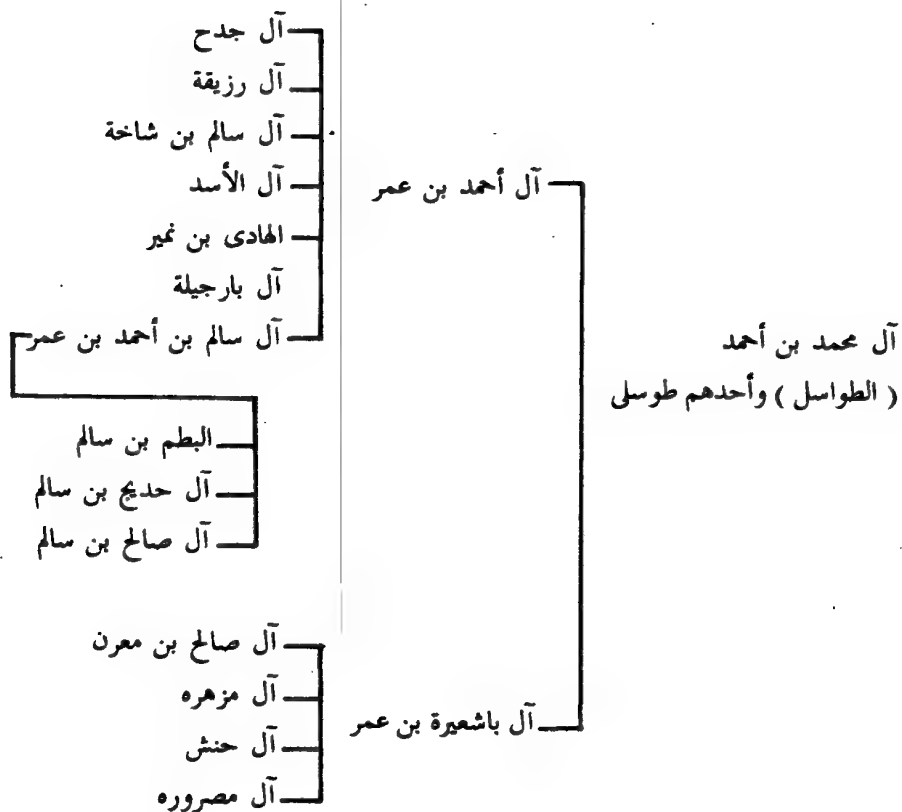 آل محمد بن أحمد
( الطواسل ) وأحدهم طوسلى
آل أحمد بن عمر
آل جدح
آل رزيقة
آل سالم بن شاخة
آل الأسد
الهادى بن نمير
آل بارجيلة
آل سالم بن أحمد بن عمر
البطم بن سالم
آل حديج بن سالم
آل صالح بن سالم
آل باشعيرة بن عمر
آل صالح بن معرن
آل مزهره
آل حنش
آل مصروره